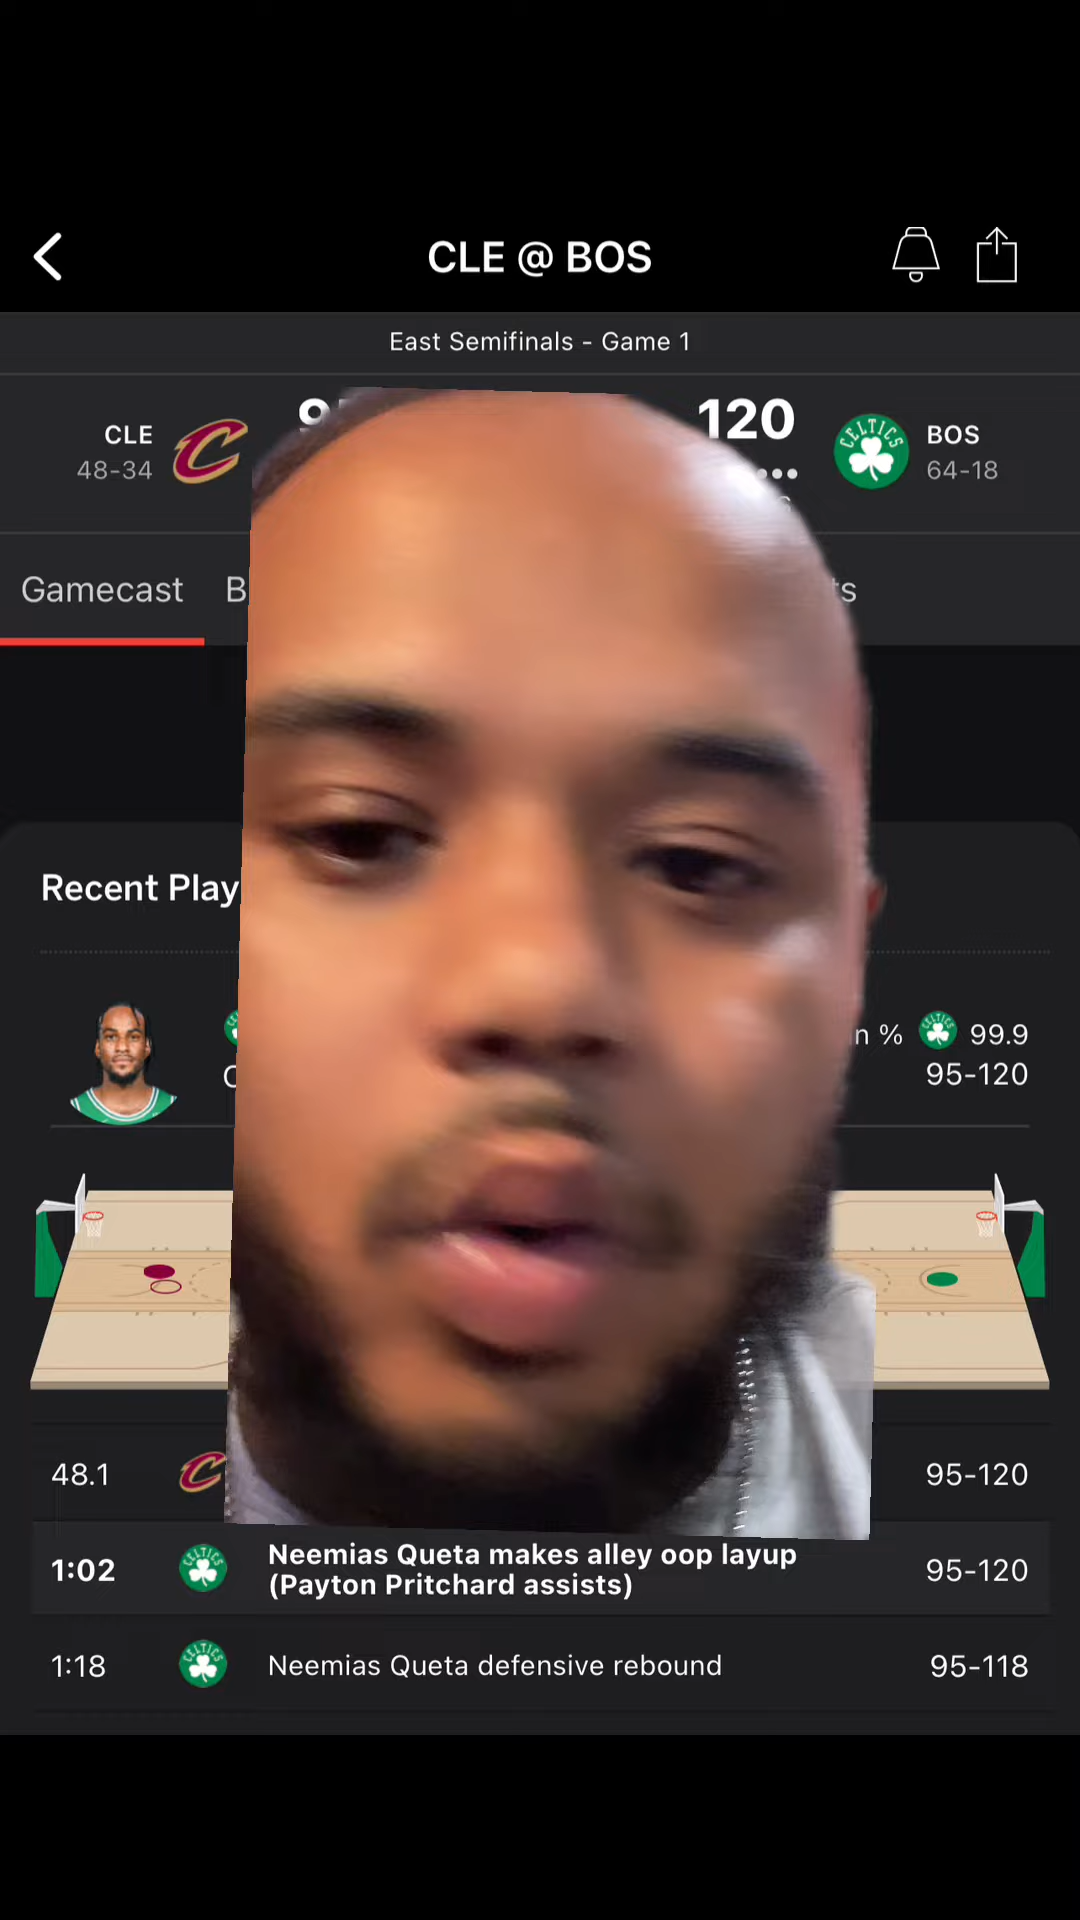 CLE @ BOS
East Semifinals - Game 1
CLE
48-34
120
BOS
64-18
Gamecast
Recent Play
99.9
95-120
48.1
95-120
1:02
Neemias Queta makes alley oop layup
(Payton Pritchard assists)
95-120
1:18
Neemias Queta defensive rebound
95-118